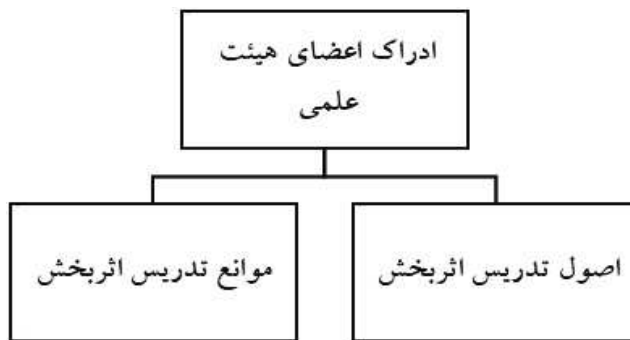 ادراک اعضای هیئت
علمی
اصول تدریس اثربخش
موانع تدریس اثربخش